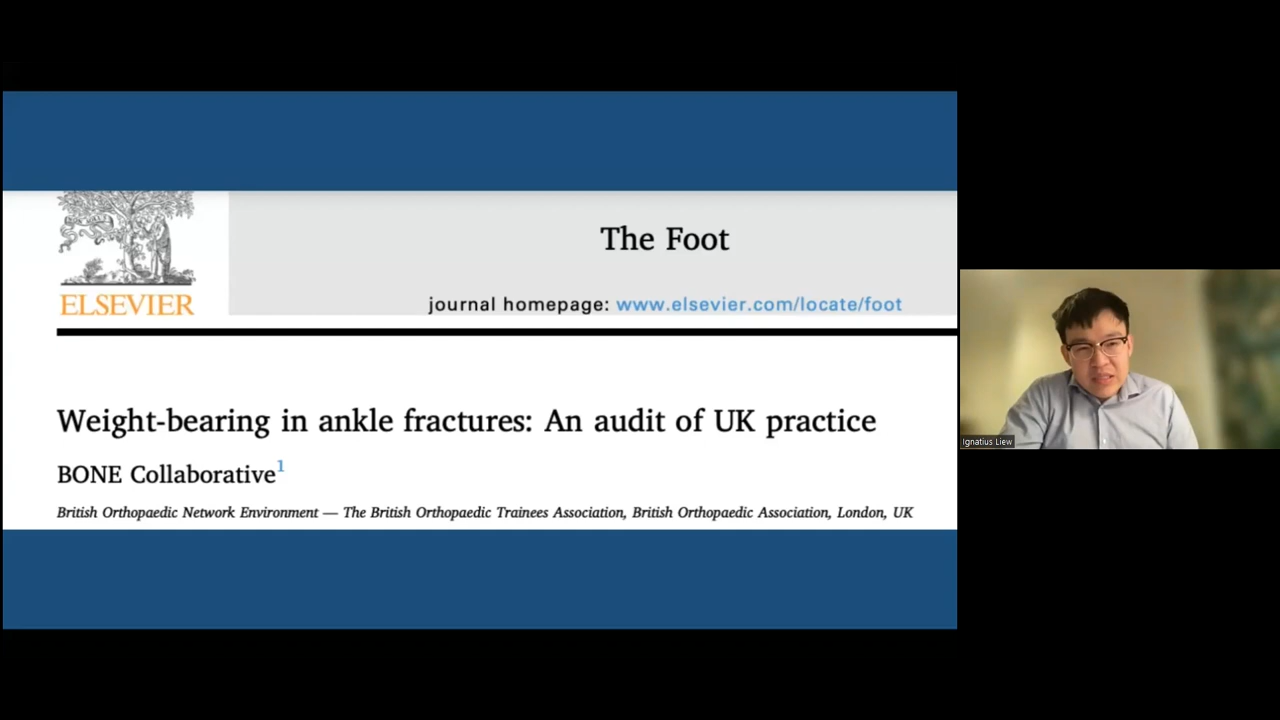 ELSEVIER
The Foot
journal homepage: www.elsevier.com/locate/foot
Weight-bearing in ankle fractures: An audit of UK practice
BONE Collaborative1
British Orthopaedic Network Environment — The British Orthopaedic Trainees Association, British Orthopaedic Association, London, UK
Ignatius Liew